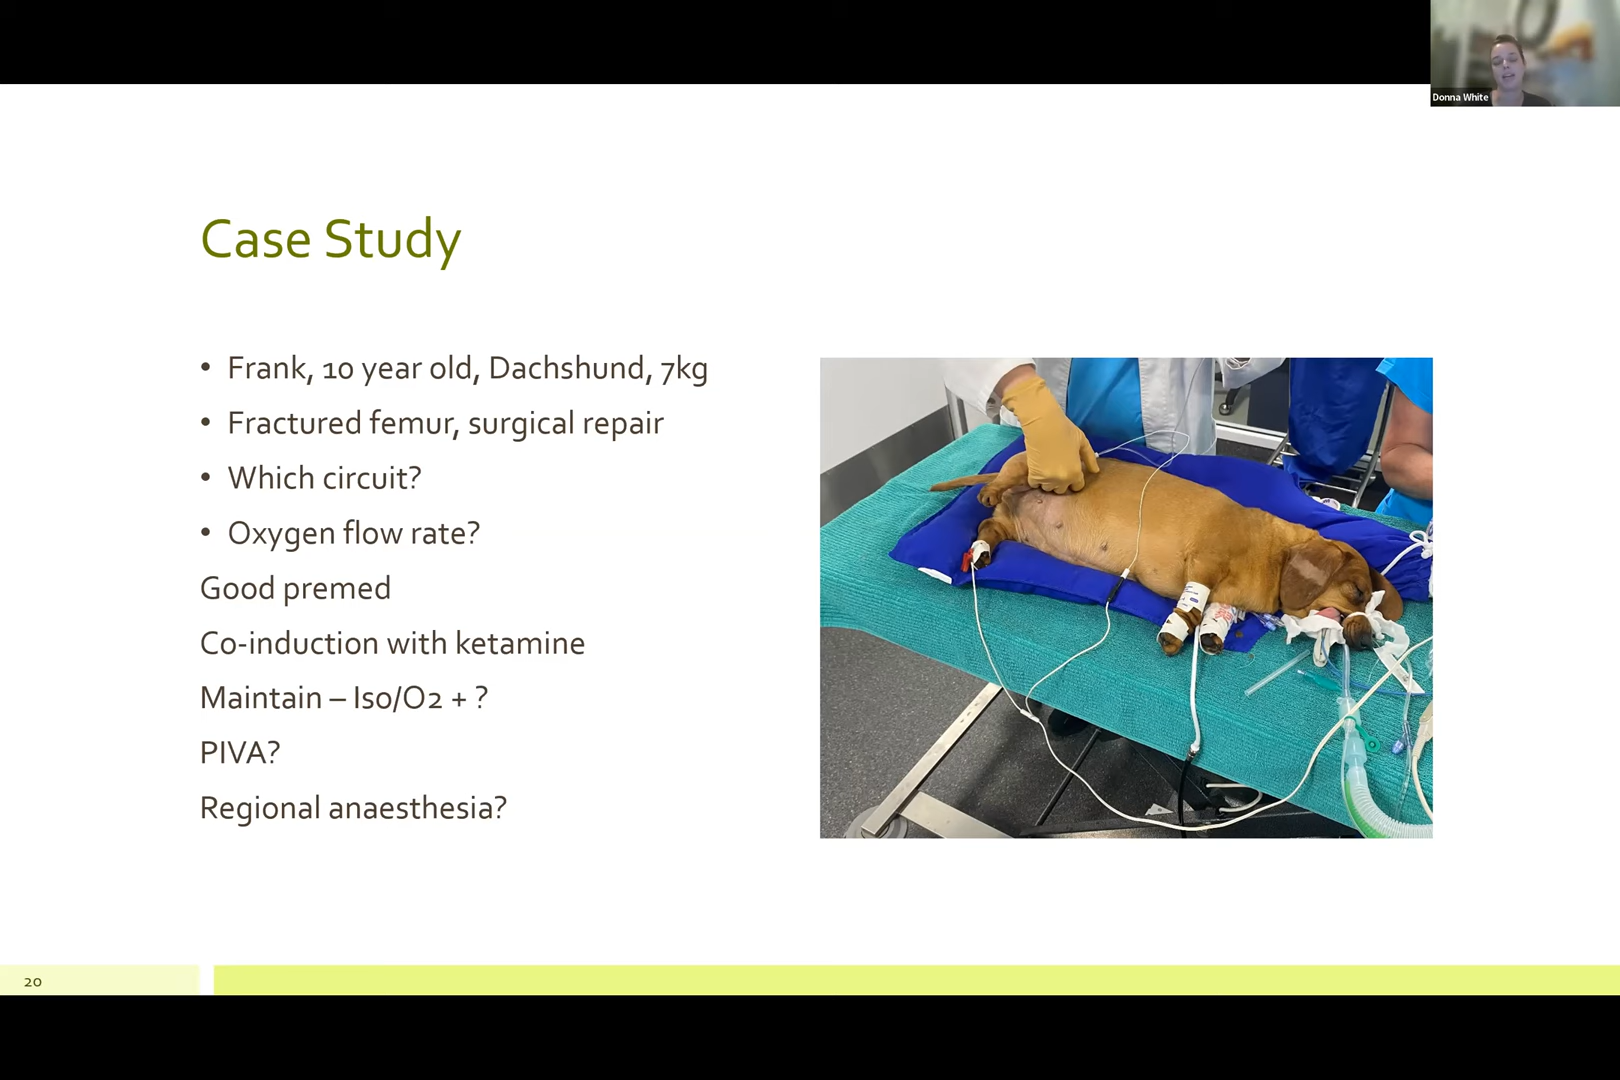 Donna White
Case Study
• Frank, 10 year old, Dachshund, 7kg
• Fractured femur, surgical repair
• Which circuit?
• Oxygen flow rate?
Good premed
Co-induction with ketamine
Maintain – Iso/O2 + ?
PIVA?
Regional anaesthesia?
20